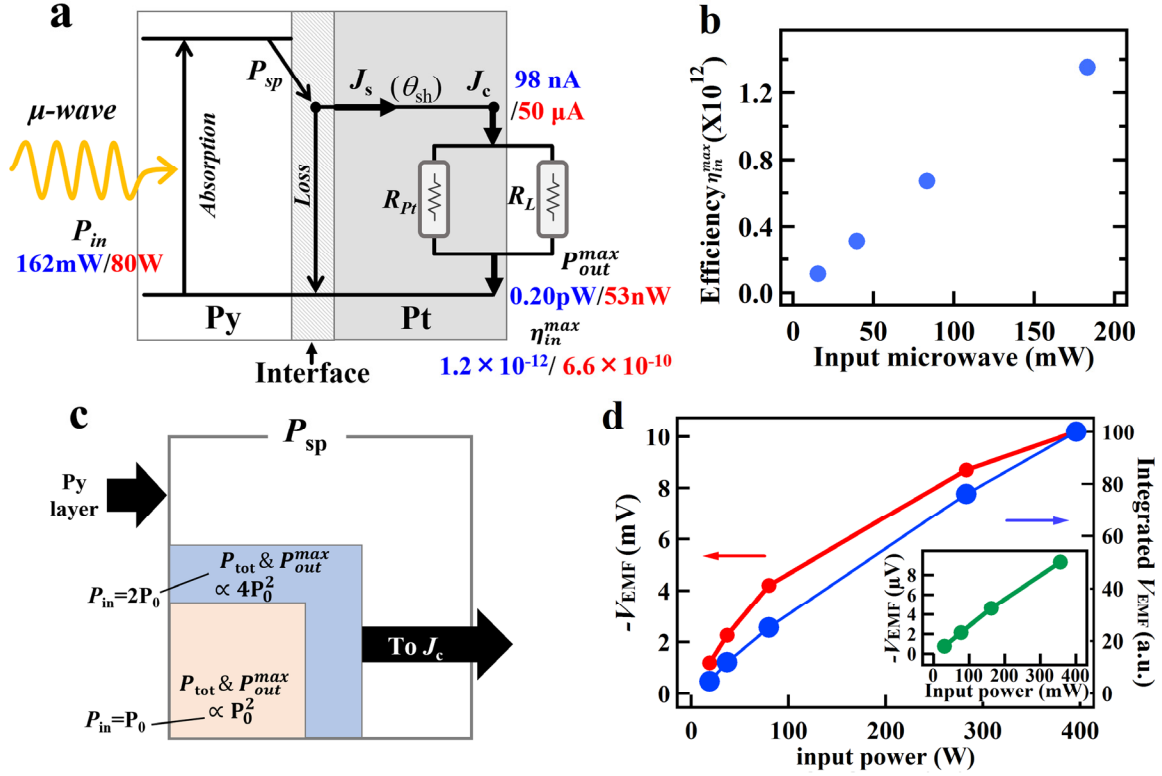 a
μ-wave
P_in
162mW/80W
Absorption
P_sp
Loss
J_s
(θ_sh)
J_c
98 nA
/50 μA
R_Pt
R_L
P_out^max
0.20pW/53nW
η_in^max
1.2 × 10^-12/ 6.6 × 10^-10
Py
Pt
Interface
b
Efficiency η_in^max (X10^12)
1.2
0.8
0.4
0.0
0
50
100
150
200
Input microwave (mW)
c
P_sp
Py
layer
P_in=2P_0
P_tot & P_out^max
∝ 4P_0^2
To J_c
P_in=P_0
P_tot & P_out^max
∝ P_0^2
d
-V_EMF (mV)
10
8
6
4
2
0
0
100
200
300
400
input power (W)
100
80
60
40
20
0
Integrated V_EMF (a.u.)
-V_EMF (μV)
8
6
4
2
0
0
100
200
300
400
Input power (mW)